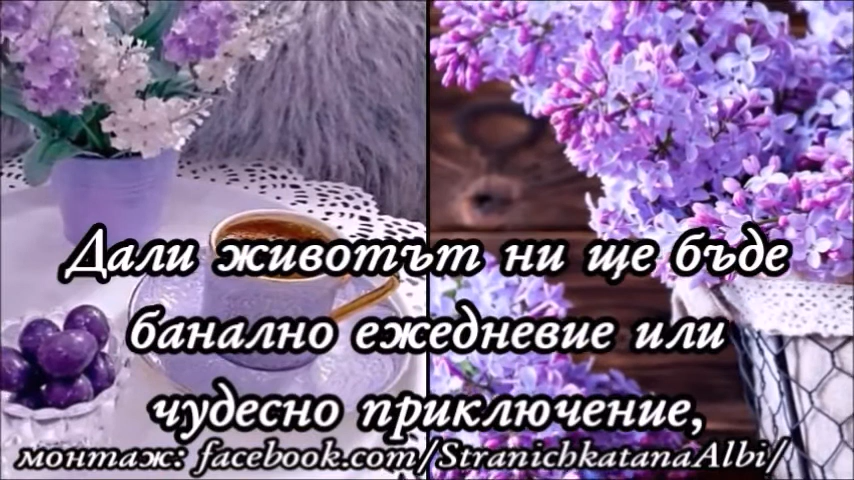 Дали животът ни ще бъде
банално ежедневие или
чудесно приключение,
монтаж: facebook.com/StranichkatanaAlbi/